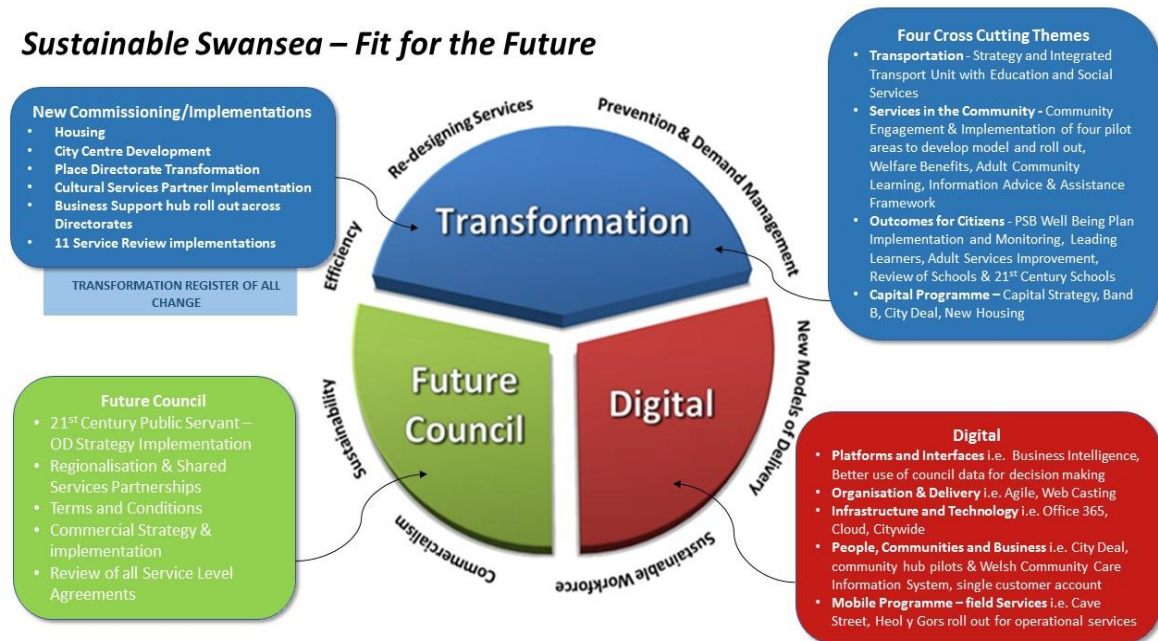 Sustainable Swansea – Fit for the Future
New Commissioning/Implementations
• Housing
• City Centre Development
• Place Directorate Transformation
• Cultural Services Partner Implementation
• Business Support hub roll out across
Directorates
• 11 Service Review implementations
TRANSFORMATION REGISTER OF ALL
CHANGE
Four Cross Cutting Themes
• Transportation - Strategy and Integrated
Transport Unit with Education and Social
Services
• Services in the Community - Community
Engagement & Implementation of four pilot
areas to develop model and roll out,
Welfare Benefits, Adult Community
Learning, Information Advice & Assistance
Framework
• Outcomes for Citizens - PSB Well Being Plan
Implementation and Monitoring, Leading
Learners, Adult Services Improvement,
Review of Schools & 21st Century Schools
• Capital Programme – Capital Strategy, Band
B, City Deal, New Housing
Efficiency
Re-designing Services
Prevention & Demand Management
New Models of Delivery
Sustainable Workforce
Commercialism
Sustainability
Transformation
Future
Council
Digital
Future Council
• 21st Century Public Servant –
OD Strategy Implementation
• Regionalisation & Shared
Services Partnerships
• Terms and Conditions
• Commercial Strategy &
implementation
• Review of all Service Level
Agreements
Digital
• Platforms and Interfaces i.e. Business Intelligence,
Better use of council data for decision making
• Organisation & Delivery i.e. Agile, Web Casting
• Infrastructure and Technology i.e. Office 365,
Cloud, Citywide
• People, Communities and Business i.e. City Deal,
community hub pilots & Welsh Community Care
Information System, single customer account
• Mobile Programme – field Services i.e. Cave
Street, Heol y Gors roll out for operational services